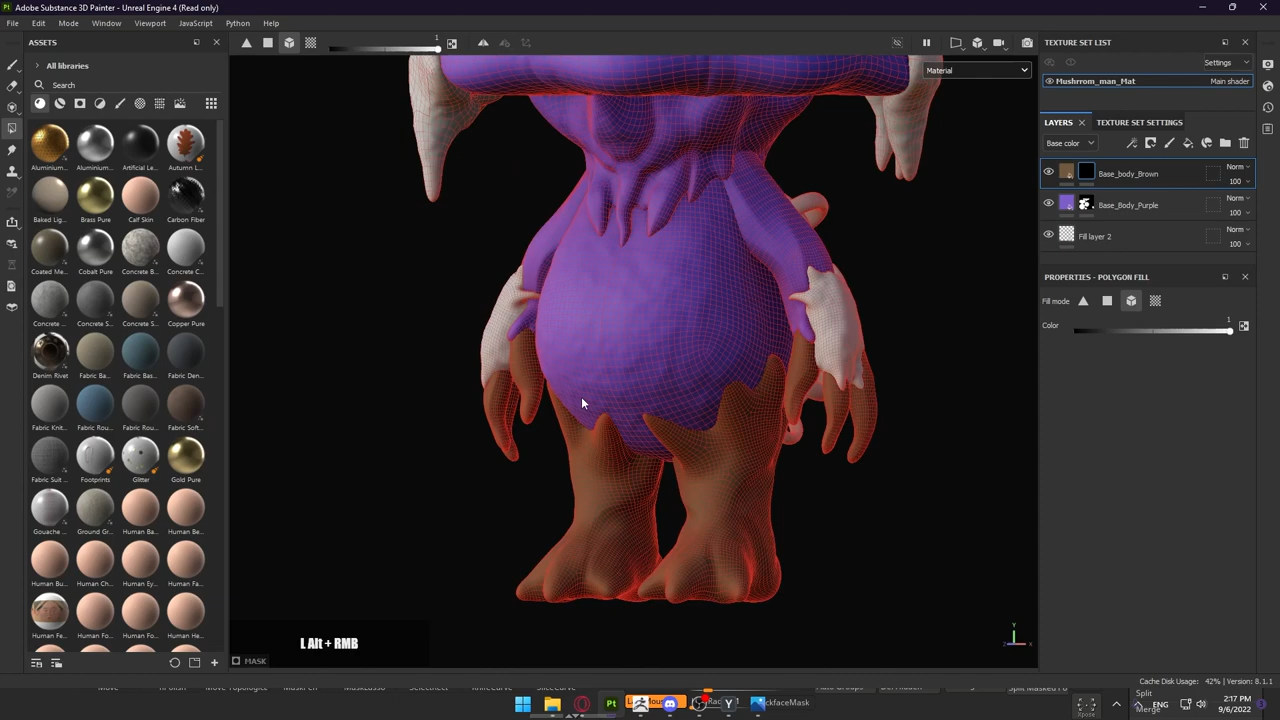 Adobe Substance 3D Painter - Unreal Engine 4 (Read only)
File Edit Mode Window Viewport JavaScript Python Help
ASSETS
All libraries
Search
Aluminium... Aluminium... Artificial Le... Autumn L...
Baked Lig... Brass Pure Calf Skin Carbon Fiber
Coated Me... Cobalt Pure Concrete B... Concrete C...
Concrete ... Concrete S... Concrete S... Copper Pure
Denim Rivet Fabric Ba... Fabric Bas... Fabric Den...
Fabric Knit... Fabric Rou... Fabric Rou... Fabric Soft...
Fabric Suit ... Footprints Glitter Gold Pure
Gouache ... Ground Gr... Human Ba... Human Be...
Human Bu... Human Ch... Human Ey... Human Fa...
Human Fe... Human Fo... Human Fo... Human He...
1
Material
L Alt + RMB
MASK
Y
Z X
TEXTURE SET LIST
Settings
Mushrrom_man_Mat Main shader
LAYERS TEXTURE SET SETTINGS
Base color
Base_body_Brown Norm
100
Base_Body_Purple Norm
100
Fill layer 2 Norm
100
PROPERTIES - POLYGON FILL
Fill mode
Color 1
Cache Disk Usage: 42% | Version: 8.1.1
Split
Merge
Xpose
ENG
2:17 PM
9/6/2022